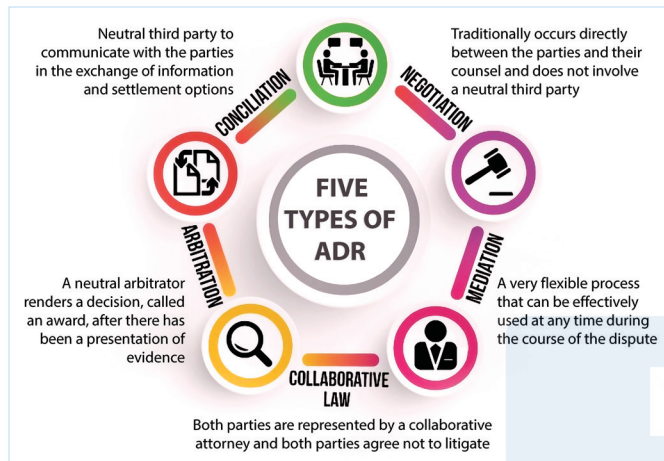 Neutral third party to
communicate with the parties
in the exchange of information
and settlement options
CONCILIATION
Traditionally occurs directly
between the parties and their
counsel and does not involve
a neutral third party
NEGOTIATION
FIVE
TYPES OF
ADR
ARBITRATION
A neutral arbitrator
renders a decision, called
an award, after there has
been a presentation of
evidence
MEDIATION
A very flexible process
that can be effectively
used at any time during
the course of the dispute
COLLABORATIVE
LAW
Both parties are represented by a collaborative
attorney and both parties agree not to litigate